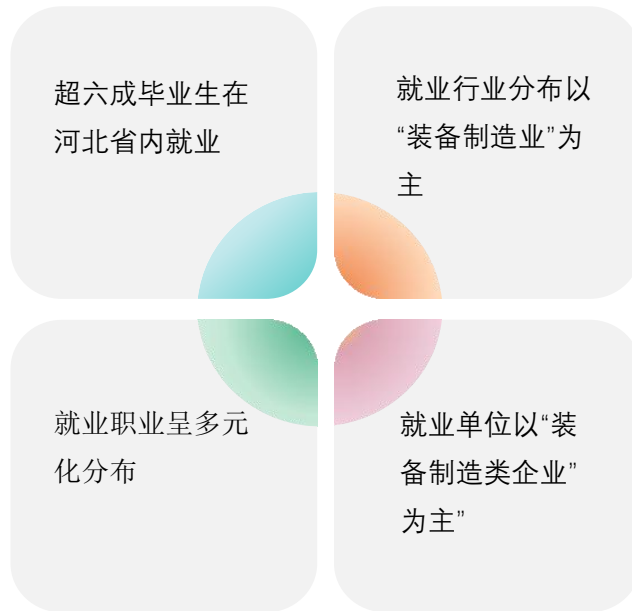 超六成毕业生在
河北省内就业
就业行业分布以
“装备制造业”为
主
就业职业呈多元
化分布
就业单位以“装
备制造类企业”
为主”